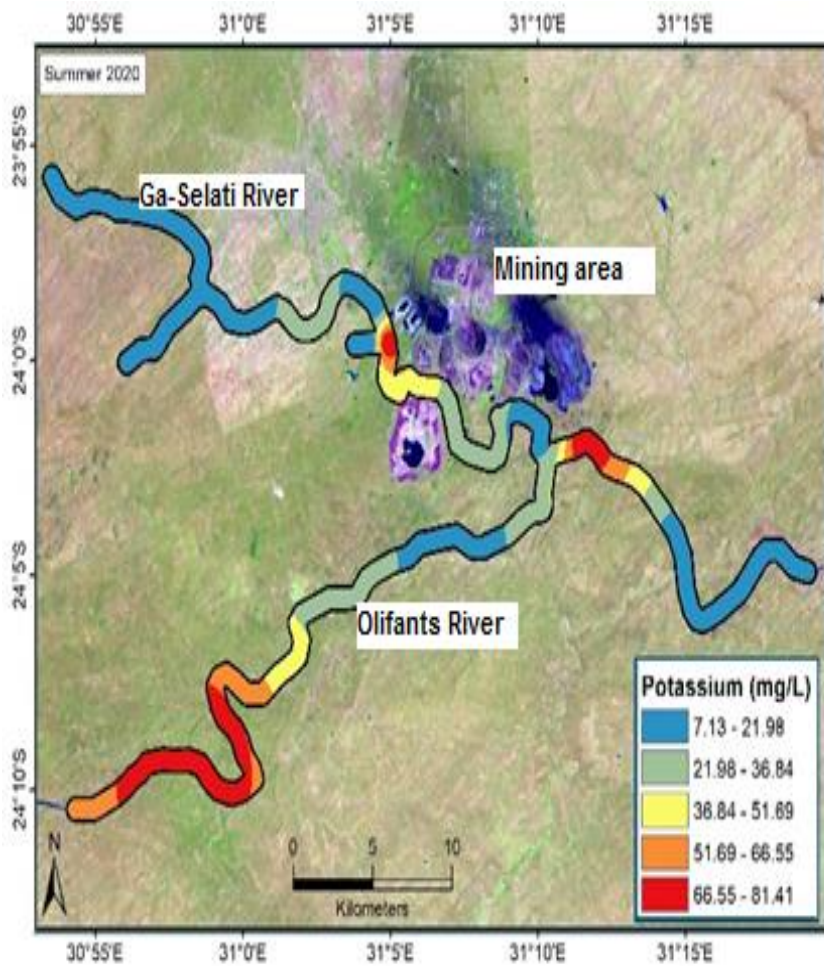 30°55'E 31°0'E 31°5'E 31°10'E 31°15'E
Summer 2020
23°55'S
Ga-Selati River
Mining area
24°0'S
24°5'S
Olifants River
Potassium (mg/L)
7.13 - 21.98
21.98 - 36.84
36.84 - 51.69
51.69 - 66.55
66.55 - 81.41
24°10'S
N
0 5 10
Kilometers
30°55'E 31°0'E 31°5'E 31°10'E 31°15'E